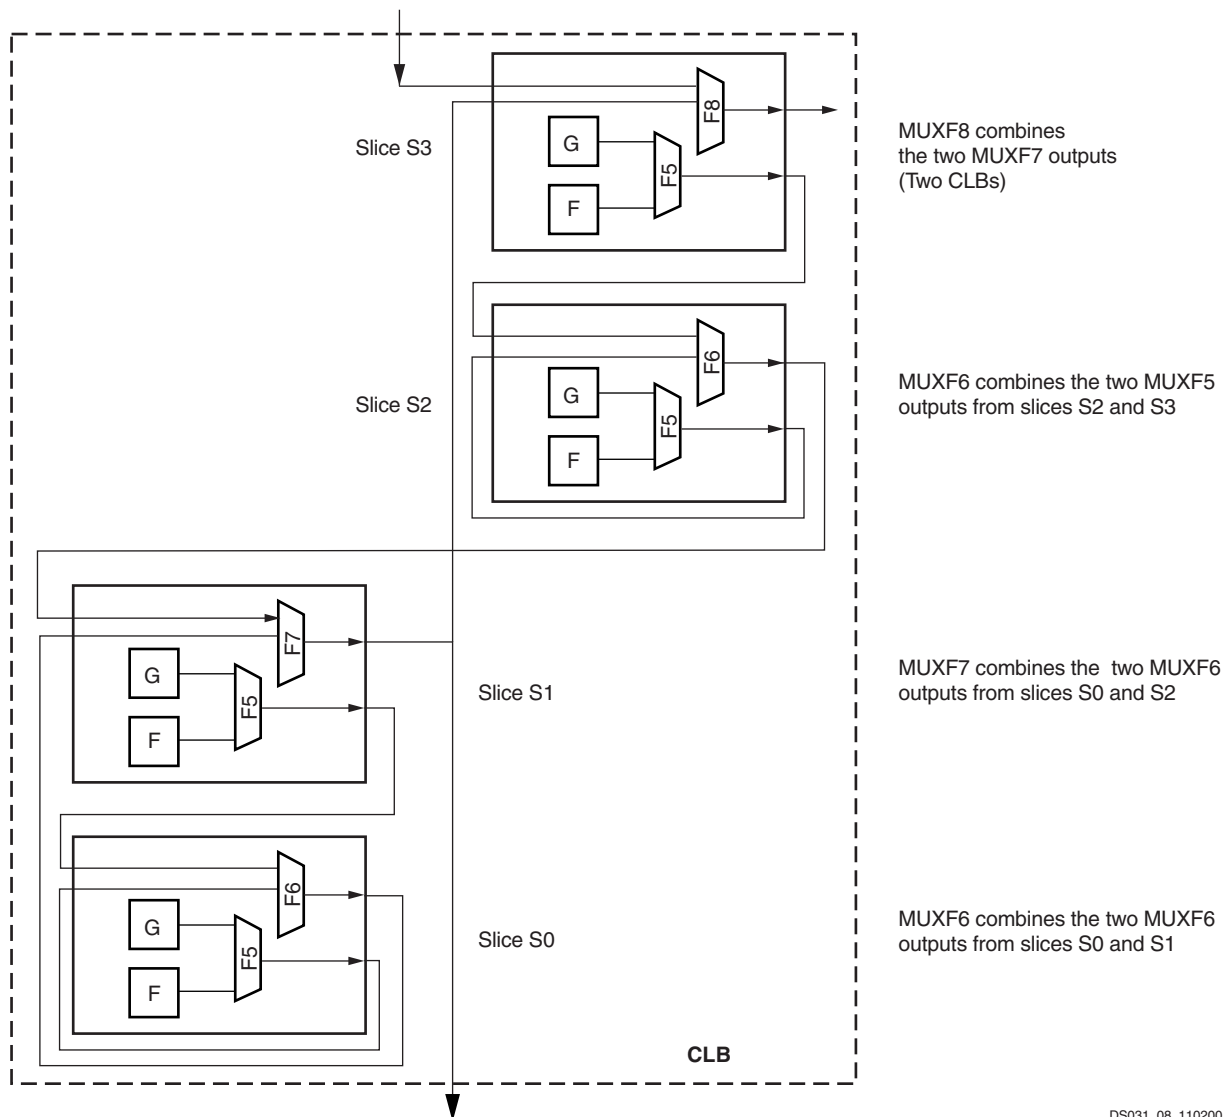 Slice S3
G
F
F5
F8
MUXF8 combines
the two MUXF7 outputs
(Two CLBs)
Slice S2
G
F
F5
F6
MUXF6 combines the two MUXF5
outputs from slices S2 and S3
G
F
F5
F7
Slice S1
MUXF7 combines the two MUXF6
outputs from slices S0 and S2
G
F
F5
F6
Slice S0
MUXF6 combines the two MUXF6
outputs from slices S0 and S1
CLB
DS031_08_110200